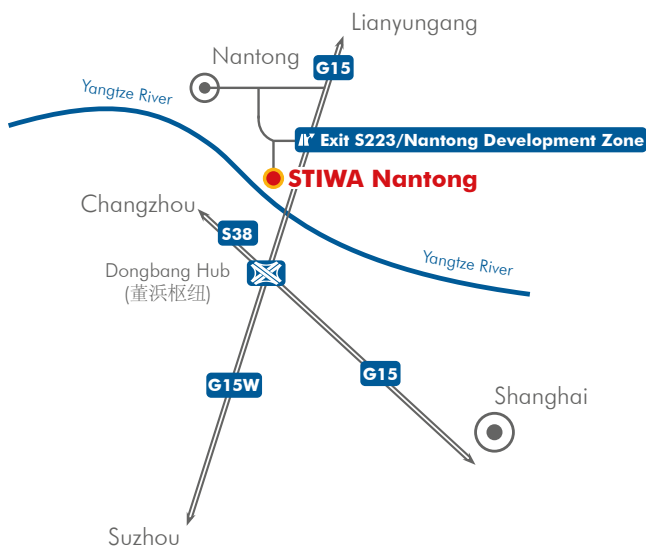 Lianyungang
Nantong
G15
Yangtze River
Exit S223/Nantong Development Zone
STIWA Nantong
Changzhou
S38
Yangtze River
Dongbang Hub
(董浜枢纽)
G15W
G15
Shanghai
Suzhou